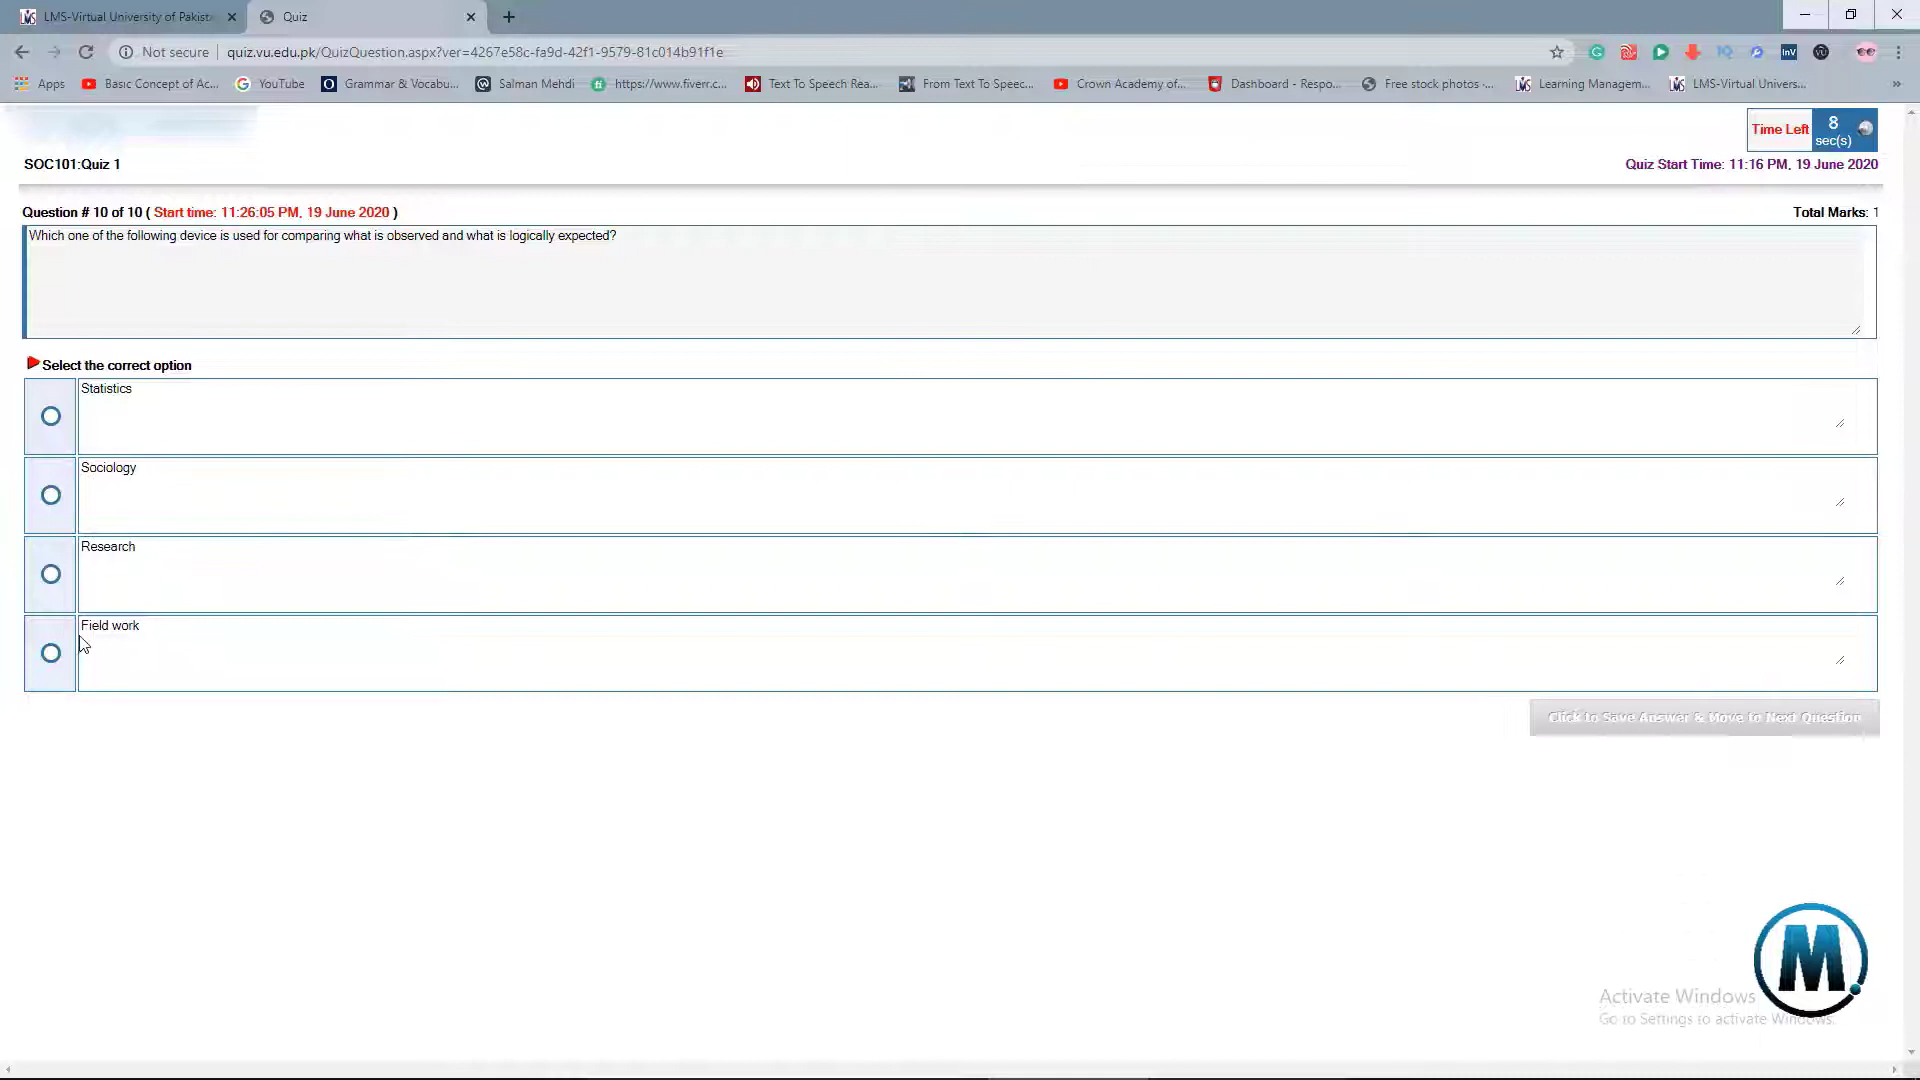 LMS-Virtual University of Pakist
Quiz
Not secure
quiz.vu.edu.pk/QuizQuestion.aspx?ver=4267e58c-fa9d-42f1-9579-81c014b91f1e
Apps
Basic Concept of Ac...
YouTube
Grammar & Vocabu...
Salman Mehdi
https://www.fiverr.c...
Text To Speech Rea...
From Text To Speec...
Crown Academy of...
Dashboard - Respo...
Free stock photos -...
Learning Managem...
LMS-Virtual Univers...
Time Left
8
sec(s)
SOC101:Quiz 1
Quiz Start Time: 11:16 PM, 19 June 2020
Question # 10 of 10 ( Start time: 11:26:05 PM, 19 June 2020 )
Total Marks: 1
Which one of the following device is used for comparing what is observed and what is logically expected?
Select the correct option
Statistics
Sociology
Research
Field work
Click to Save Answer & Move to Next Question
M.
Activate Windows
Go to Settings to activate Windows.